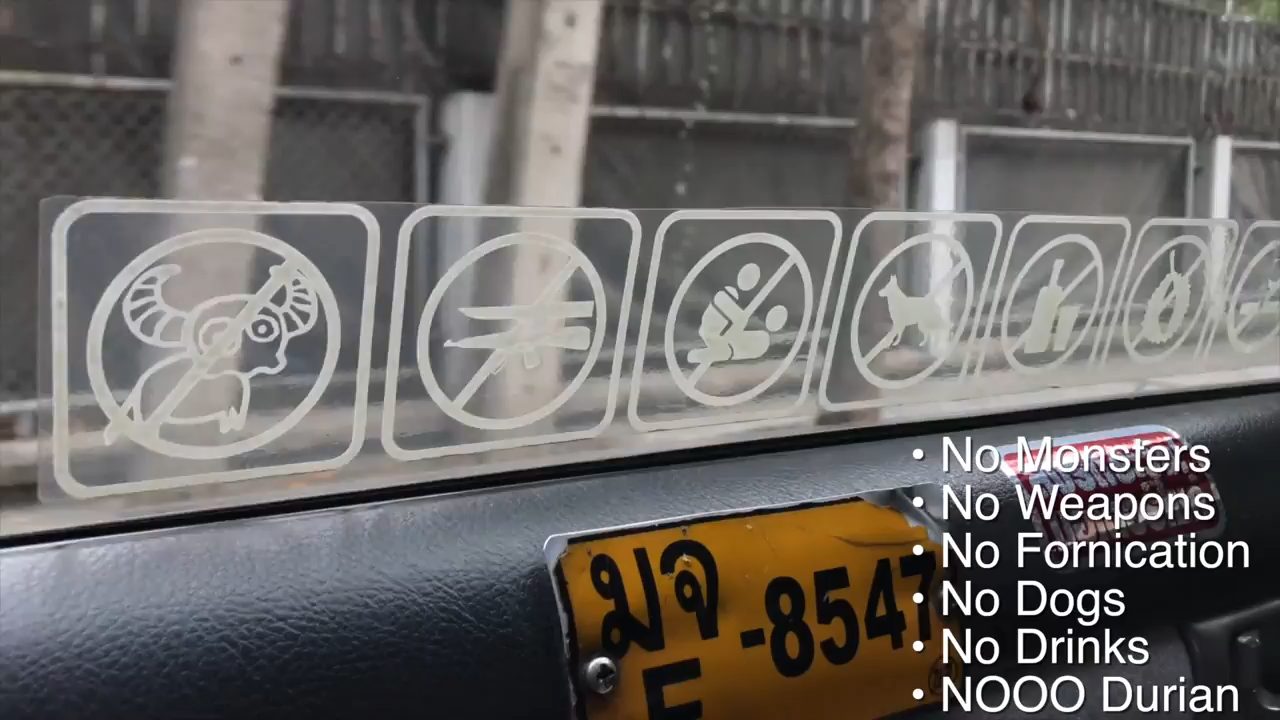 มจ -8547
E
• No Monsters
• No Weapons
• No Fornication
• No Dogs
• No Drinks
• NOOO Durian